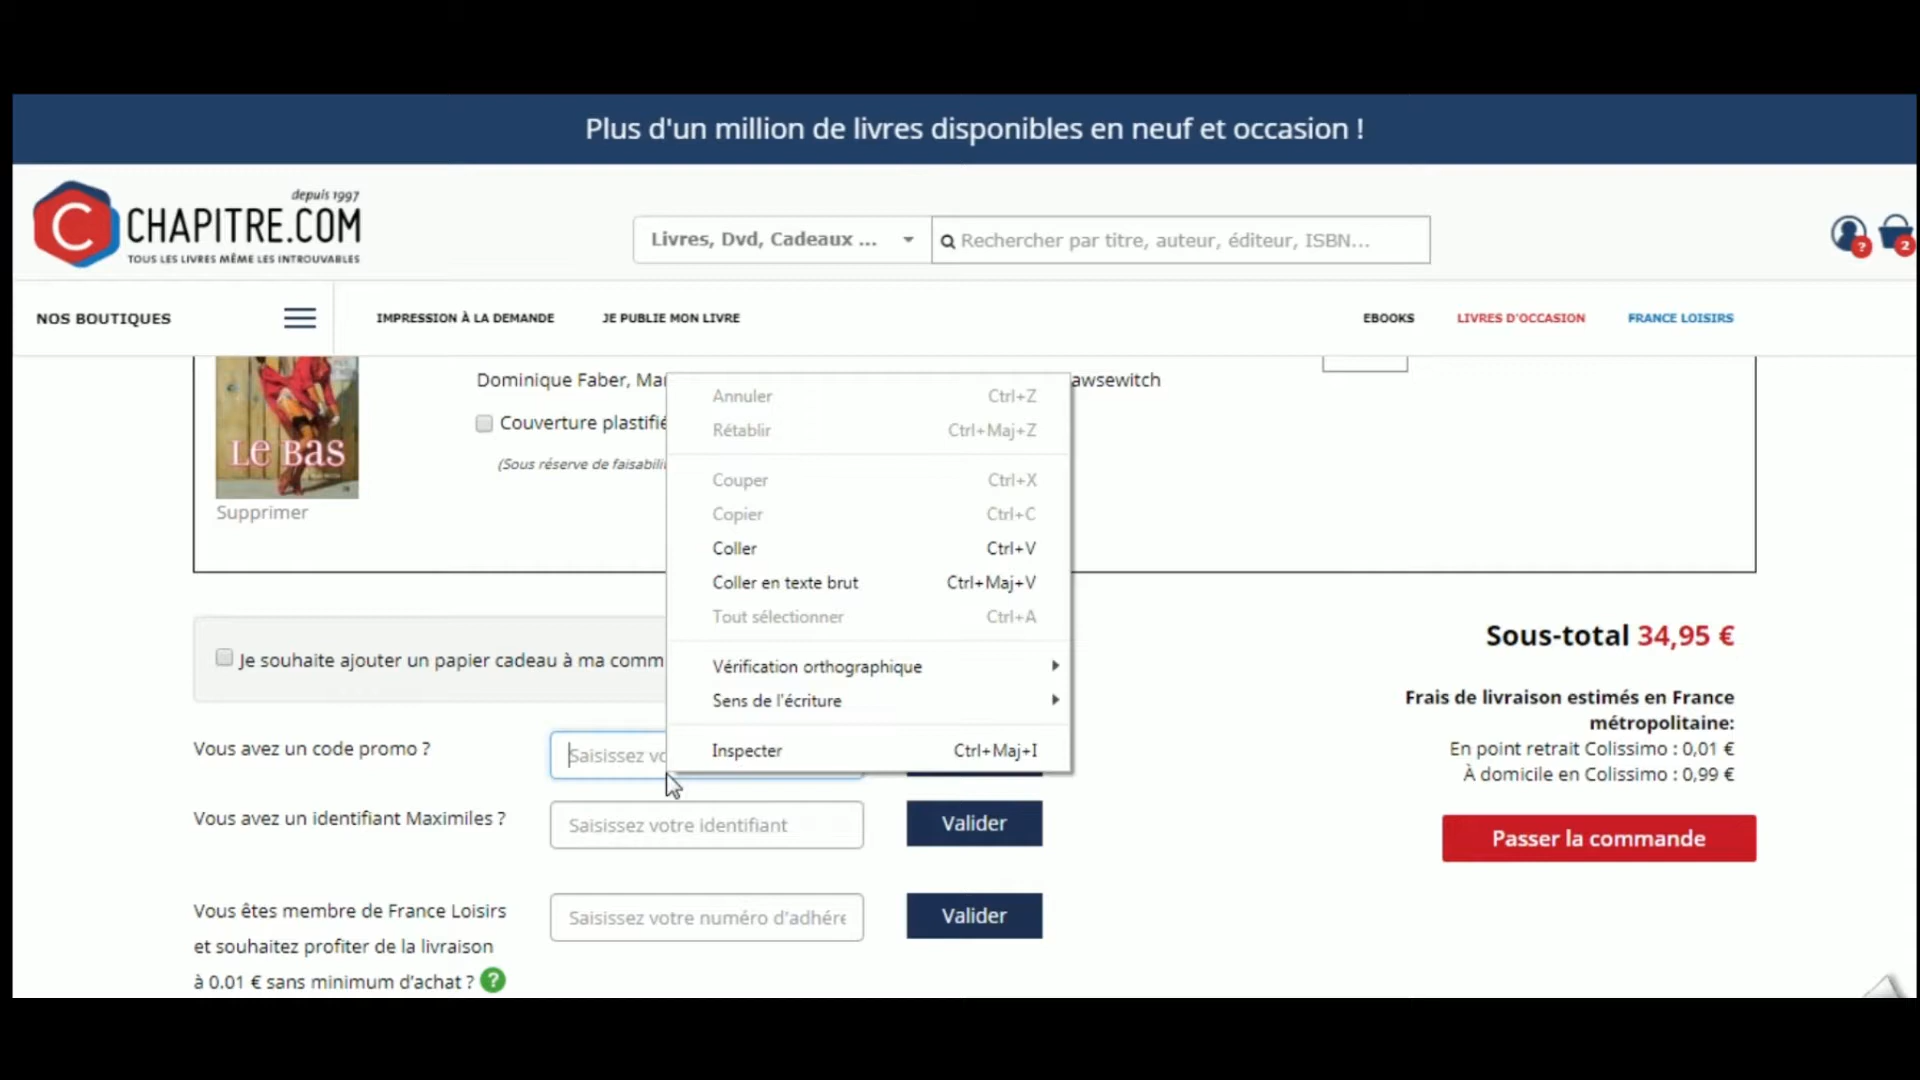 Plus d'un million de livres disponibles en neuf et occasion !
depuis 1997
CHAPITRE.COM
TOUS LES LIVRES MÊME LES INTROUVABLES
Livres, Dvd, Cadeaux ...
Rechercher par titre, auteur, éditeur, ISBN...
?
2
NOS BOUTIQUES
IMPRESSION À LA DEMANDE
JE PUBLIE MON LIVRE
EBOOKS
LIVRES D'OCCASION
FRANCE LOISIRS
Le Bas
Supprimer
Dominique Faber, Mar
awsewitch
Couverture plastifié
(Sous réserve de faisabili
Annuler Ctrl+Z
Rétablir Ctrl+Maj+Z
Couper Ctrl+X
Copier Ctrl+C
Coller Ctrl+V
Coller en texte brut Ctrl+Maj+V
Tout sélectionner Ctrl+A
Vérification orthographique
Sens de l'écriture
Inspecter Ctrl+Maj+I
Je souhaite ajouter un papier cadeau à ma comm
Sous-total 34,95 €
Frais de livraison estimés en France
métropolitaine:
En point retrait Colissimo : 0,01 €
À domicile en Colissimo : 0,99 €
Passer la commande
Vous avez un code promo ?
Saisissez vo
Vous avez un identifiant Maximiles ?
Saisissez votre identifiant
Valider
Vous êtes membre de France Loisirs
et souhaitez profiter de la livraison
à 0.01 € sans minimum d'achat ? ?
Saisissez votre numéro d'adhére
Valider